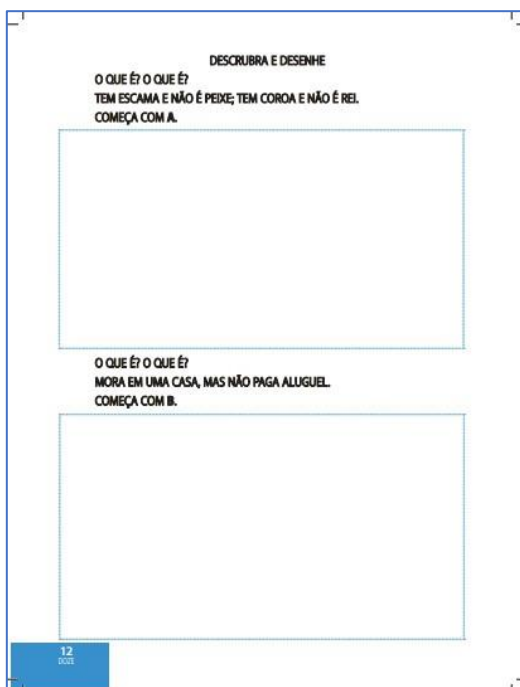 DESCRUBRA E DESENHE
O QUE É? O QUE É?
TEM ESCAMA E NÃO É PEIXE; TEM COROA E NÃO É REI.
COMEÇA COM A.
O QUE É? O QUE É?
MORA EM UMA CASA, MAS NÃO PAGA ALUGUEL.
COMEÇA COM B.
12
DOZE